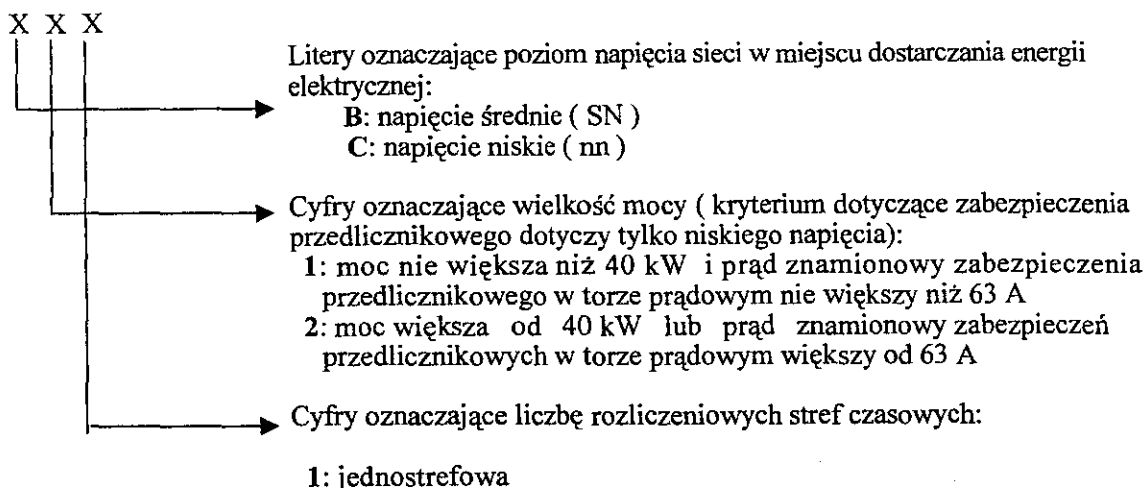 X X X
Litery oznaczające poziom napięcia sieci w miejscu dostarczania energii
elektrycznej:
B: napięcie średnie ( SN )
C: napięcie niskie ( nn )
Cyfry oznaczające wielkość mocy ( kryterium dotyczące zabezpieczenia
przedlicznikowego dotyczy tylko niskiego napięcia):
1: moc nie większa niż 40 kW i prąd znamionowy zabezpieczenia
przedlicznikowego w torze prądowym nie większy niż 63 A
2: moc większa od 40 kW lub prąd znamionowy zabezpieczeń
przedlicznikowych w torze prądowym większy od 63 A
Cyfry oznaczające liczbę rozliczeniowych stref czasowych:
1: jednostrefowa